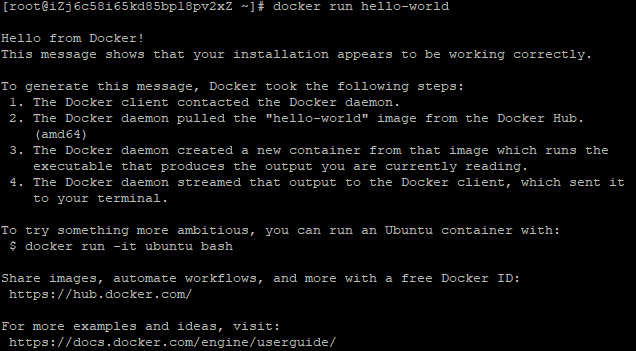 [root@iZj6c58i65kd85bpl8pv2xZ ~]# docker run hello-world
Hello from Docker!
This message shows that your installation appears to be working correctly.
To generate this message, Docker took the following steps:
1. The Docker client contacted the Docker daemon.
2. The Docker daemon pulled the "hello-world" image from the Docker Hub.
(amd64)
3. The Docker daemon created a new container from that image which runs the
executable that produces the output you are currently reading.
4. The Docker daemon streamed that output to the Docker client, which sent it
to your terminal.
To try something more ambitious, you can run an Ubuntu container with:
$ docker run -it ubuntu bash
Share images, automate workflows, and more with a free Docker ID:
https://hub.docker.com/
For more examples and ideas, visit:
https://docs.docker.com/engine/userguide/